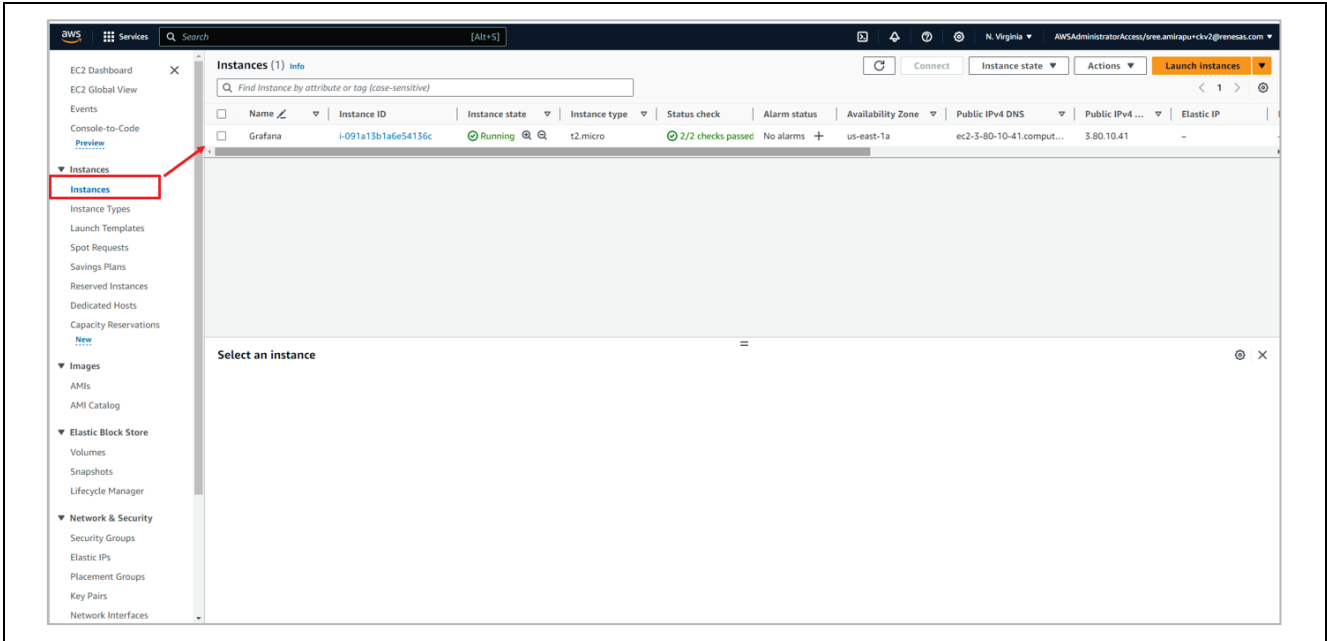 aws Services Search [Alt+S] N. Virginia AWSAdministratorAccess/sree.amirapu+ckv2@renesas.com
EC2 Dashboard
EC2 Global View
Events
Console-to-Code
Preview
Instances
Instances
Instance Types
Launch Templates
Spot Requests
Savings Plans
Reserved Instances
Dedicated Hosts
Capacity Reservations
New
Images
AMIs
AMI Catalog
Elastic Block Store
Volumes
Snapshots
Lifecycle Manager
Network & Security
Security Groups
Elastic IPs
Placement Groups
Key Pairs
Network Interfaces
Instances (1) Info Connect Instance state Actions Launch instances
Find Instance by attribute or tag (case-sensitive) 1
Name Instance ID Instance state Instance type Status check Alarm status Availability Zone Public IPv4 DNS Public IPv4 ... Elastic IP
Grafana i-091a13b1a6e54136c Running t2.micro 2/2 checks passed No alarms + us-east-1a ec2-3-80-10-41.comput... 3.80.10.41 –
Select an instance